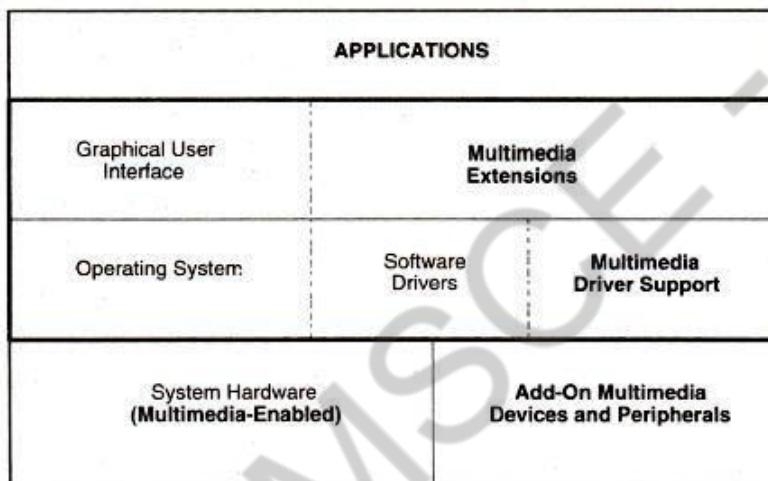 APPLICATIONS
Graphical User
Interface
Multimedia
Extensions
Operating System
Software
Drivers
Multimedia
Driver Support
System Hardware
(Multimedia-Enabled)
Add-On Multimedia
Devices and Peripherals
MSCE -